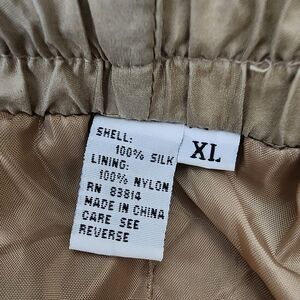 SHELL:
100% SILK
LINING:
100% NYLON
RN 83814
MADE IN CHINA
CARE SEE
REVERSE
XL